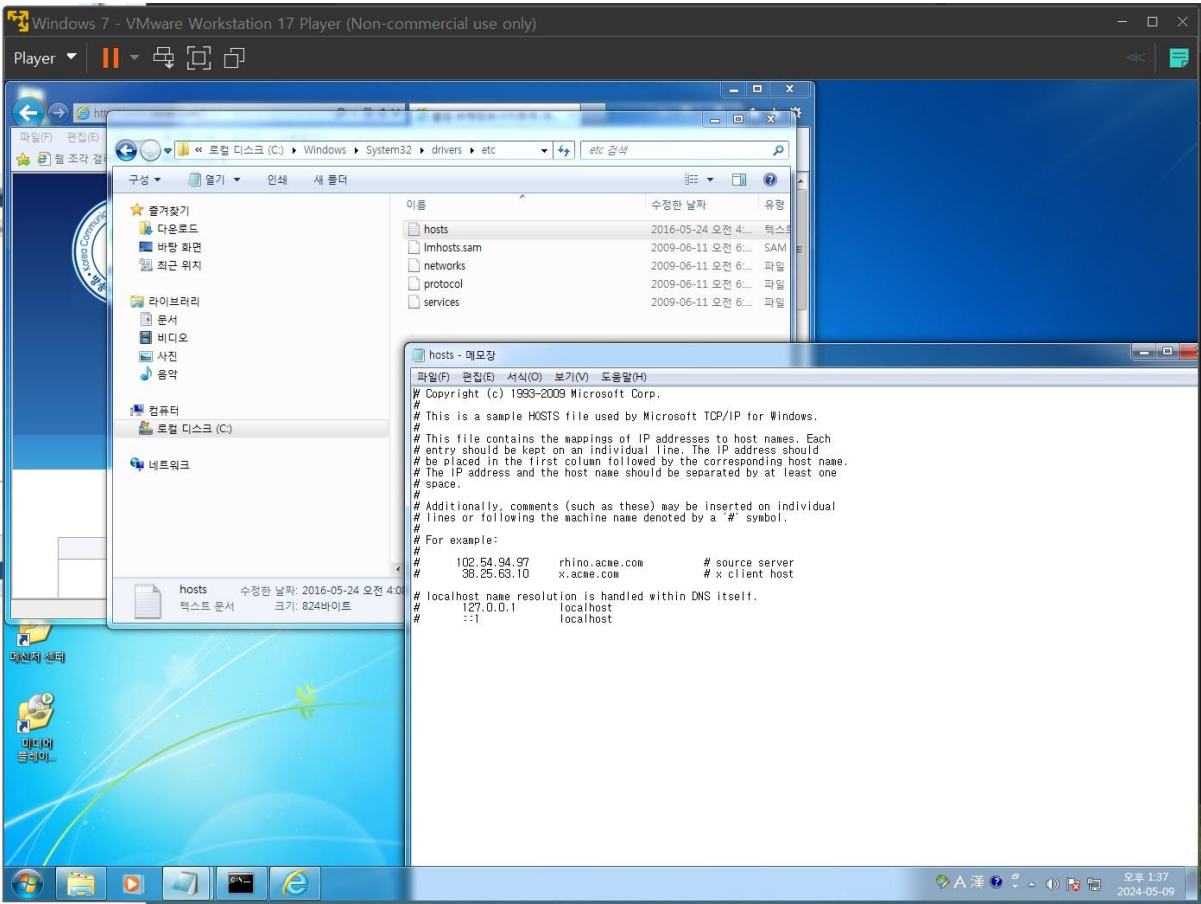 Windows 7 - VMware Workstation 17 Player (Non-commercial use only)
Player
파일(F) 편집(E)
웹 조각 갤
Korea Communic
« 로컬 디스크 (C:) ▸ Windows ▸ System32 ▸ drivers ▸ etc
etc 검색
구성 열기 인쇄 새 폴더
즐겨찾기
다운로드
바탕 화면
최근 위치
라이브러리
문서
비디오
사진
음악
컴퓨터
로컬 디스크 (C:)
네트워크
이름 수정한 날짜 유형
hosts 2016-05-24 오전 4:... 텍스트
lmhosts.sam 2009-06-11 오전 6:... SAM
networks 2009-06-11 오전 6:... 파일
protocol 2009-06-11 오전 6:... 파일
services 2009-06-11 오전 6:... 파일
hosts 수정한 날짜: 2016-05-24 오전 4:08
텍스트 문서 크기: 824바이트
hosts - 메모장
파일(F) 편집(E) 서식(O) 보기(V) 도움말(H)
# Copyright (c) 1993-2009 Microsoft Corp.
#
# This is a sample HOSTS file used by Microsoft TCP/IP for Windows.
#
# This file contains the mappings of IP addresses to host names. Each
# entry should be kept on an individual line. The IP address should
# be placed in the first column followed by the corresponding host name.
# The IP address and the host name should be separated by at least one
# space.
#
# Additionally, comments (such as these) may be inserted on individual
# lines or following the machine name denoted by a '#' symbol.
#
# For example:
#
# 102.54.94.97 rhino.acme.com # source server
# 38.25.63.10 x.acme.com # x client host
# localhost name resolution is handled within DNS itself.
# 127.0.0.1 localhost
# ::1 localhost
메신저 센터
미디어
플레이...
A 漢
오후 1:37
2024-05-09